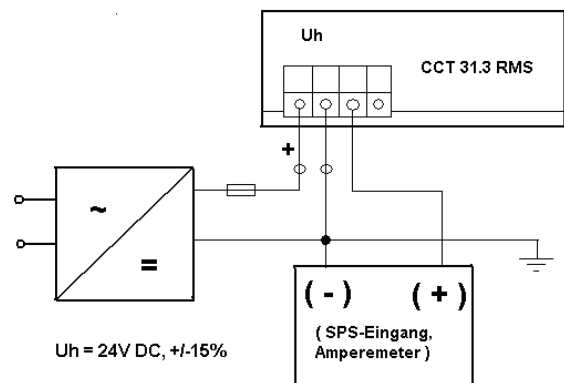 Uh
CCT 31.3 RMS
+
~
=
( - ) ( + )
( SPS-Eingang,
Amperemeter )
Uh = 24V DC, +/-15%